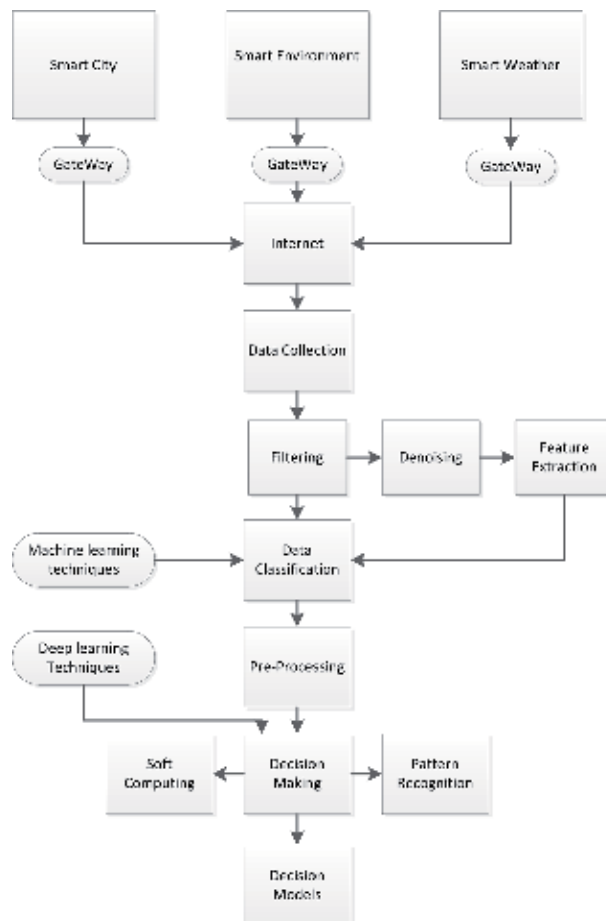 Smart City
Smart Environment
Smart Weather
GateWay
GateWay
GateWay
Internet
Data Collection
Filtering
Denoising
Feature
Extraction
Machine learning
techniques
Data
Classification
Deep learning
Techniques
Pre-Processing
Soft
Computing
Decision
Making
Pattern
Recognition
Decision
Models